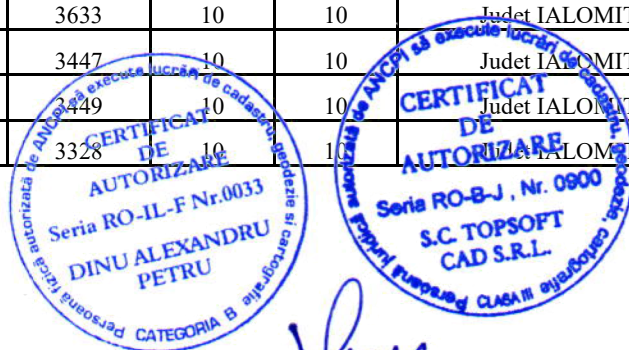 3633 10 10 Judet IALOMIT
3447 10 10 Judet IALOMIT
3449 10 10 Judet IALOMIT
3328 10 10 Judet IALOMIT
Persoană fizică autorizată de ANCPI să execute lucrări de cadastru, geodezie si cartografie
CERTIFICAT
DE
AUTORIZARE
Seria RO-IL-F Nr.0033
DINU ALEXANDRU
PETRU
CATEGORIA B
Persoană juridică autorizată de ANCPI să execute lucrări de cadastru, geodezie, cartografie
CERTIFICAT
DE
AUTORIZARE
Seria RO-B-J , Nr. 0900
S.C. TOPSOFT
CAD S.R.L.
CLASA III